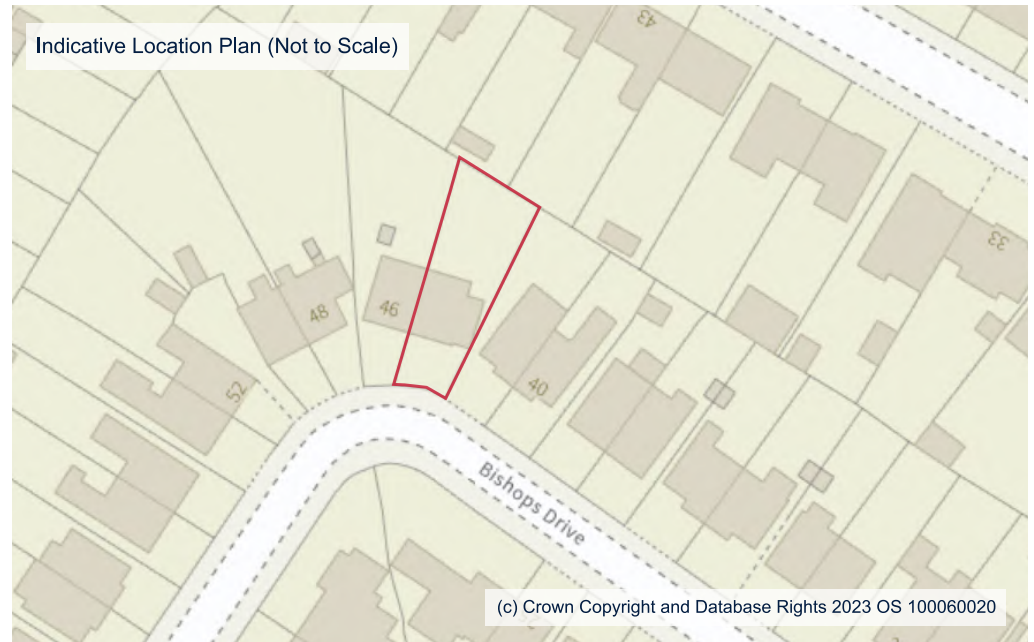 Indicative Location Plan (Not to Scale)
43
33
46
48
40
52
Bishops Drive
(c) Crown Copyright and Database Rights 2023 OS 100060020